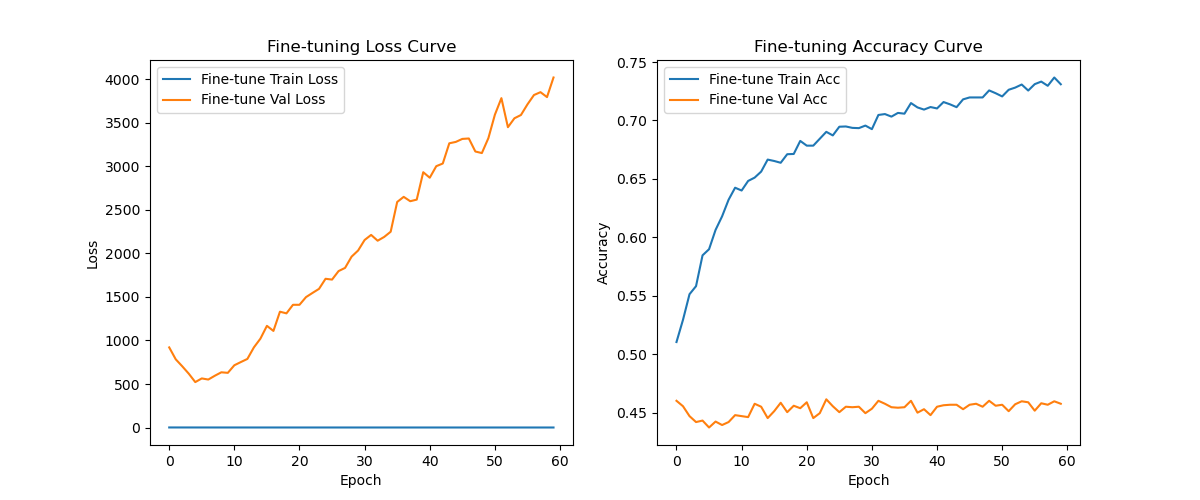 Fine-tuning Loss Curve
Fine-tune Train Loss
Fine-tune Val Loss
Loss
4000
3500
3000
2500
2000
1500
1000
500
0
0 10 20 30 40 50 60
Epoch
Fine-tuning Accuracy Curve
Fine-tune Train Acc
Fine-tune Val Acc
Accuracy
0.75
0.70
0.65
0.60
0.55
0.50
0.45
0 10 20 30 40 50 60
Epoch